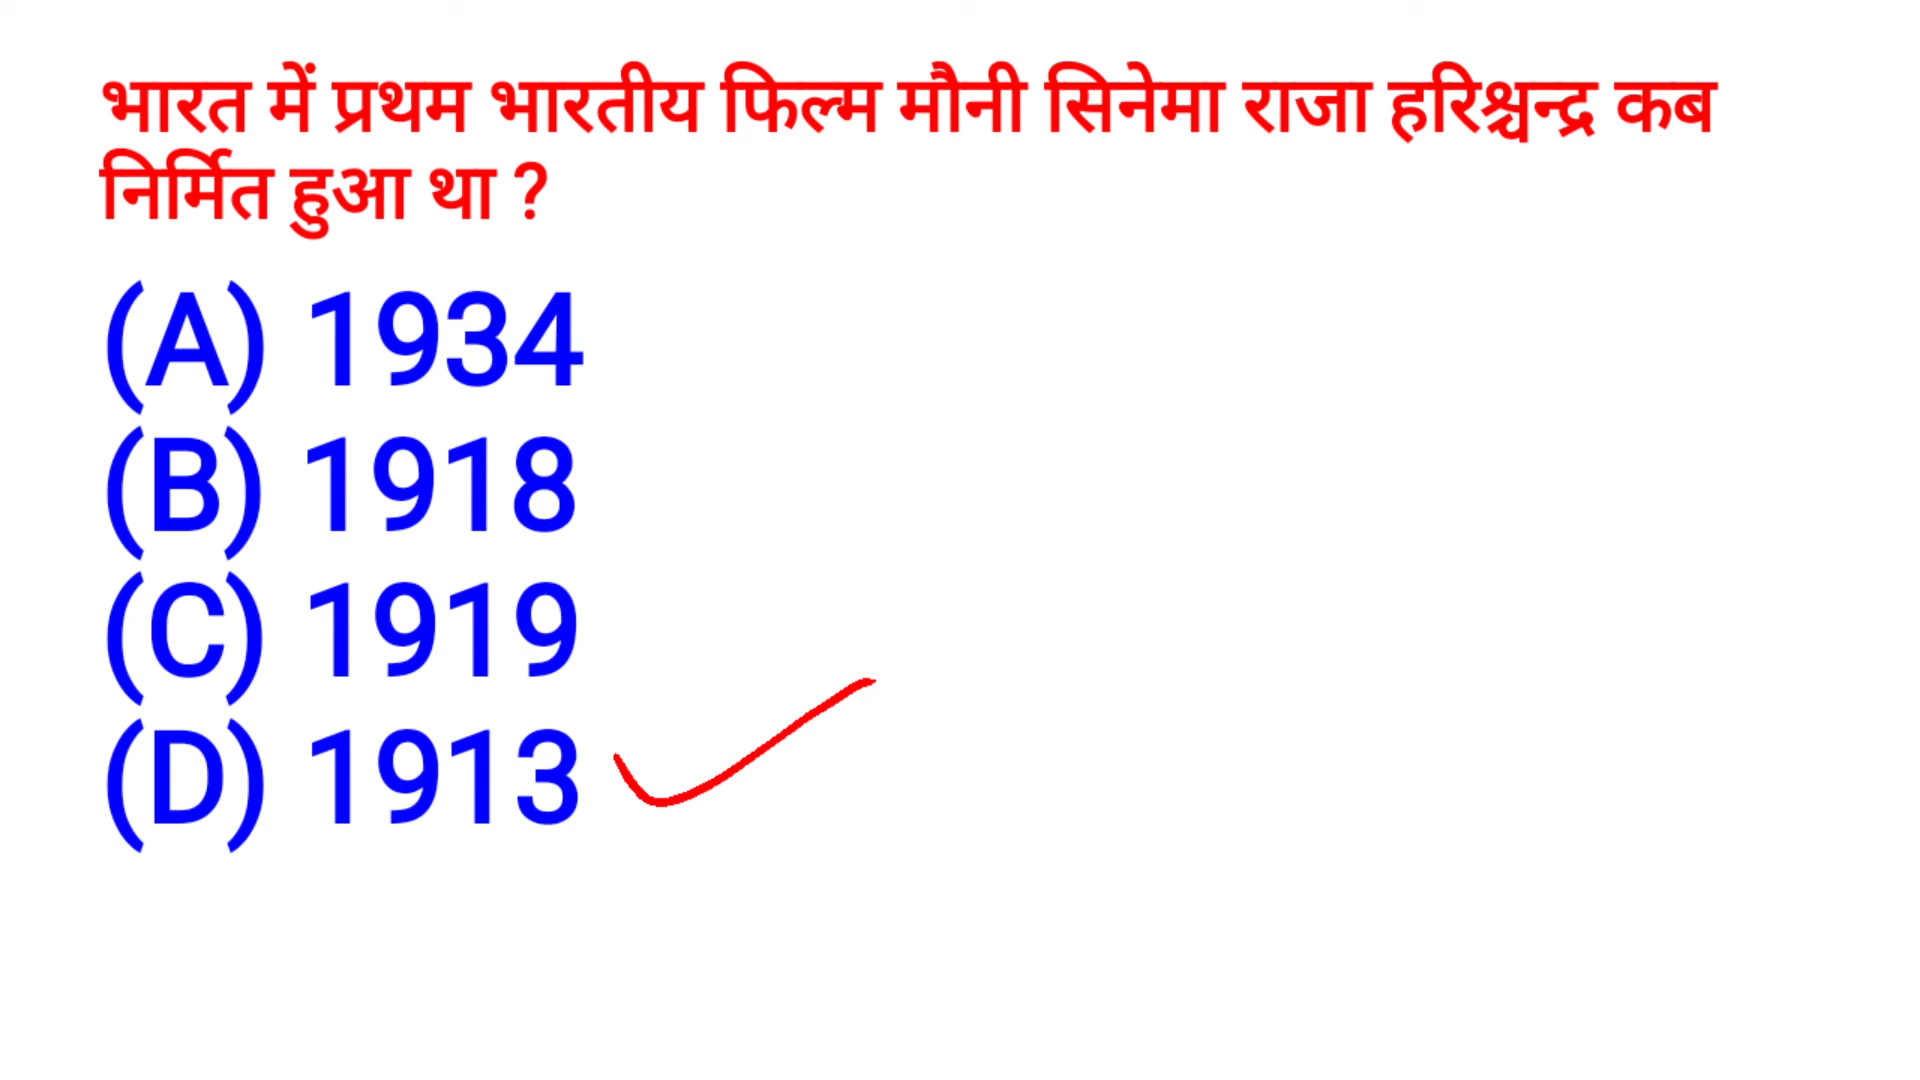 भारत में प्रथम भारतीय फिल्म मौनी सिनेमा राजा हरिश्चन्द्र कब
निर्मित हुआ था ?
(A) 1934
(B) 1918
(C) 1919
(D) 1913